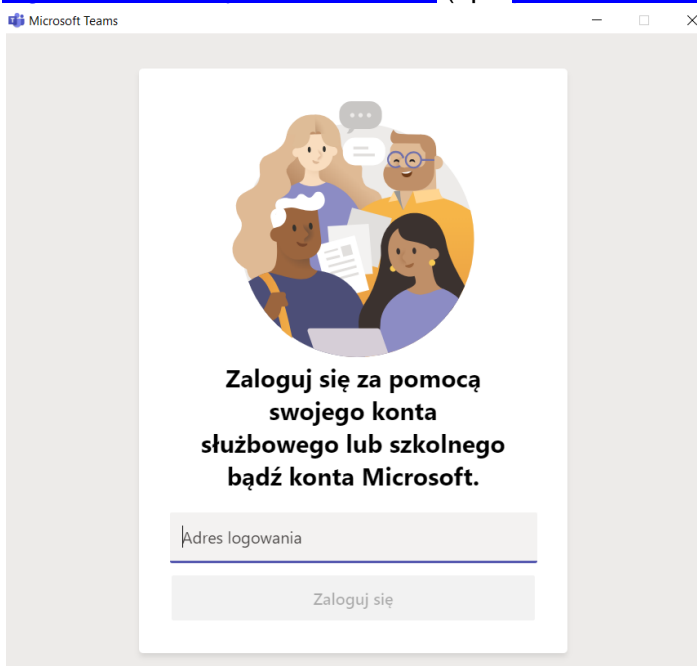 Microsoft Teams
Zaloguj się za pomocą
swojego konta
służbowego lub szkolnego
bądź konta Microsoft.
Adres logowania
Zaloguj się